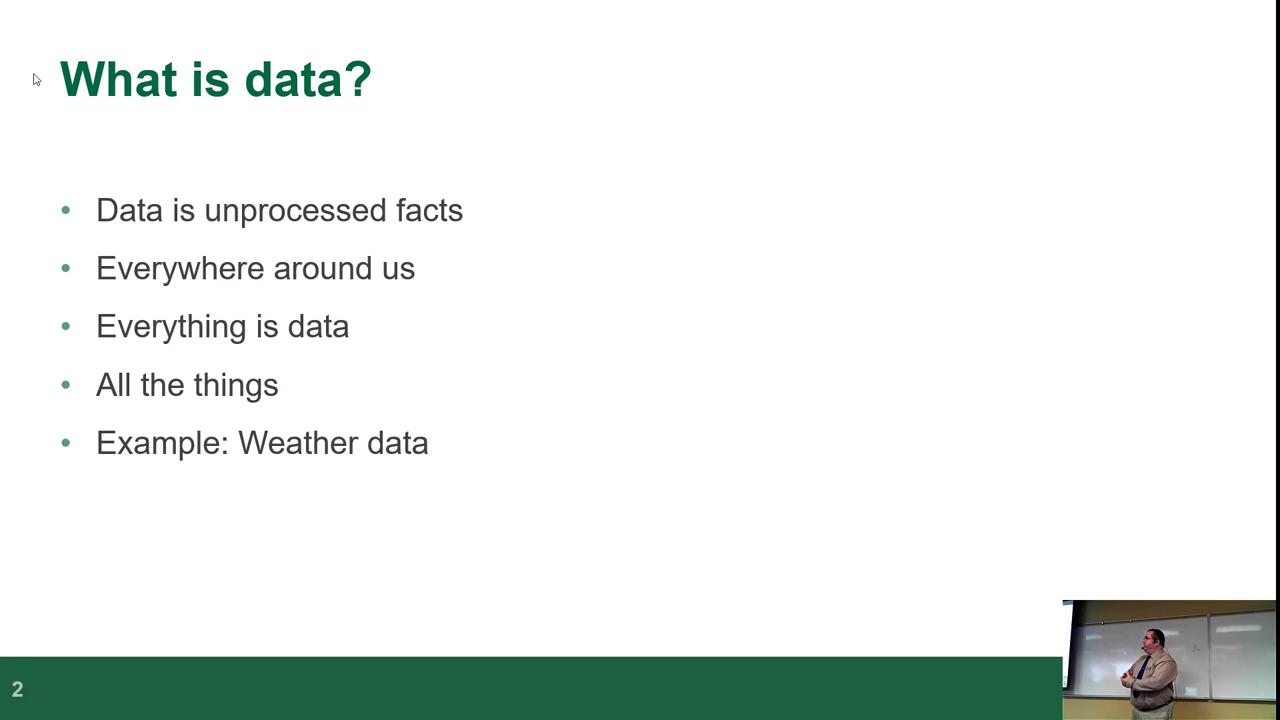 What is data?
• Data is unprocessed facts
• Everywhere around us
• Everything is data
• All the things
• Example: Weather data
2